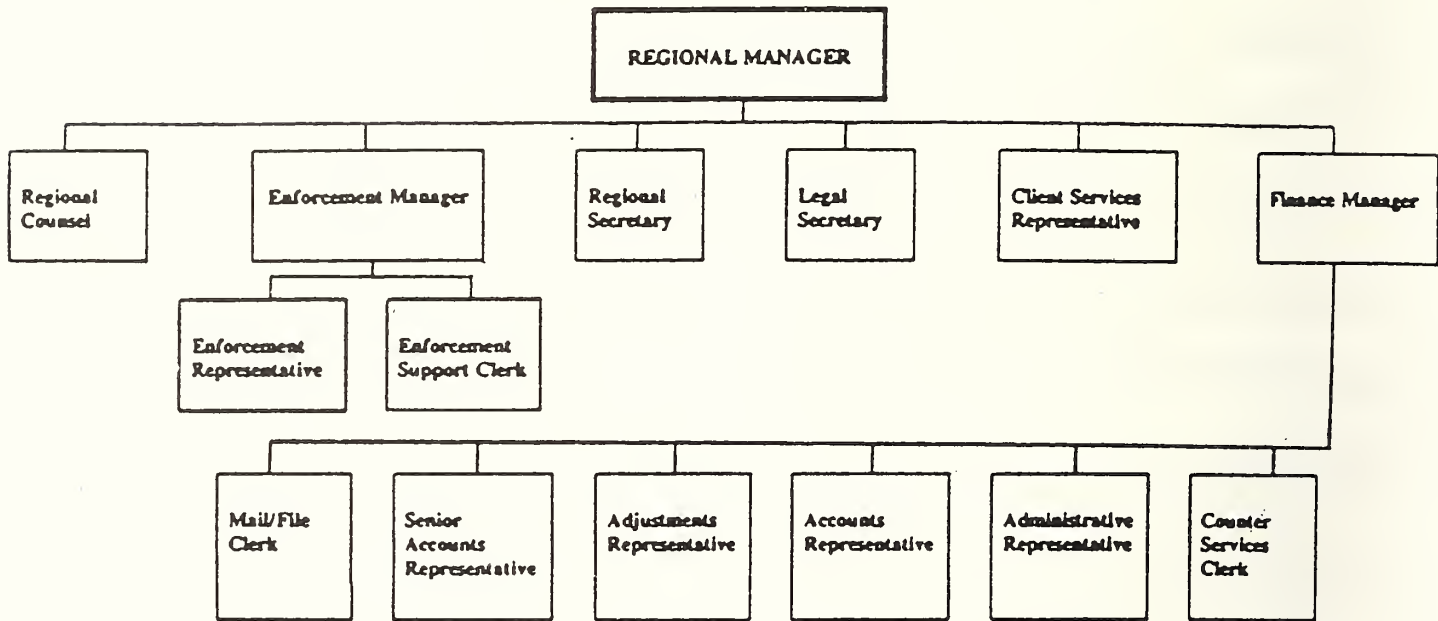 REGIONAL MANAGER
Regional
Counsel
Enforcement Manager
Regional
Secretary
Legal
Secretary
Client Services
Representative
Finance Manager
Enforcement
Representative
Enforcement
Support Clerk
Mail/File
Clerk
Senior
Accounts
Representative
Adjustments
Representative
Accounts
Representative
Administrative
Representative
Counter
Services
Clerk